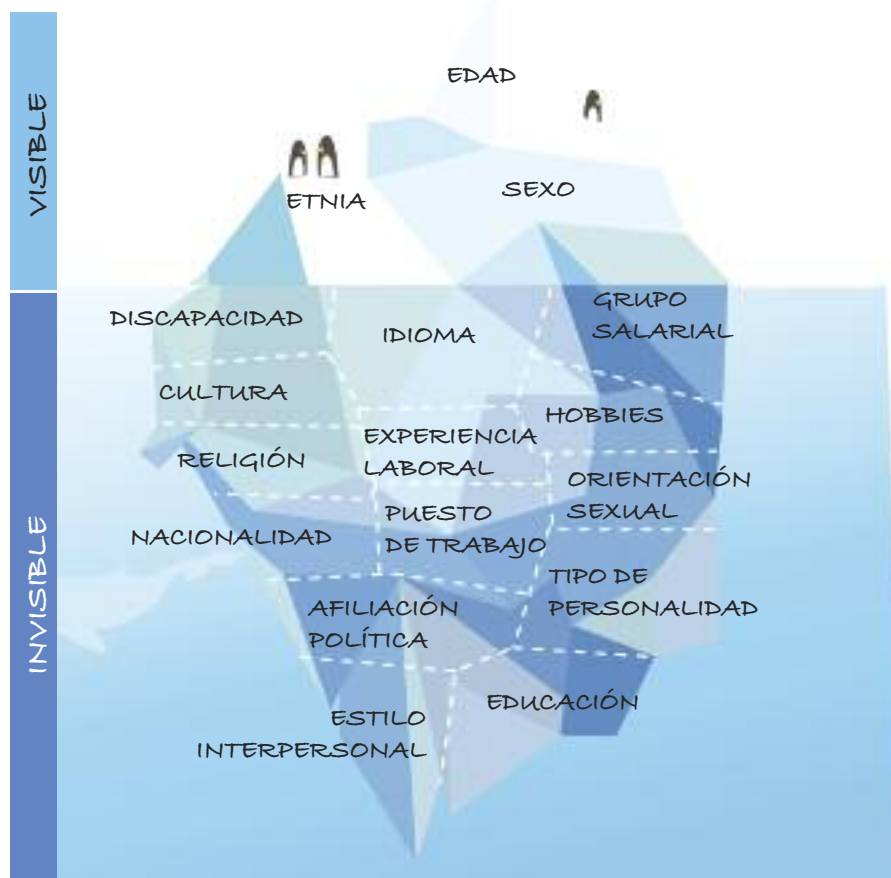 VISIBLE
EDAD
ETNIA
SEXO
INVISIBLE
DISCAPACIDAD
IDIOMA
GRUPO
SALARIAL
CULTURA
HOBBIES
EXPERIENCIA
LABORAL
RELIGIÓN
ORIENTACIÓN
SEXUAL
NACIONALIDAD
PUESTO
DE TRABAJO
TIPO DE
PERSONALIDAD
AFILIACIÓN
POLÍTICA
EDUCACIÓN
ESTILO
INTERPERSONAL